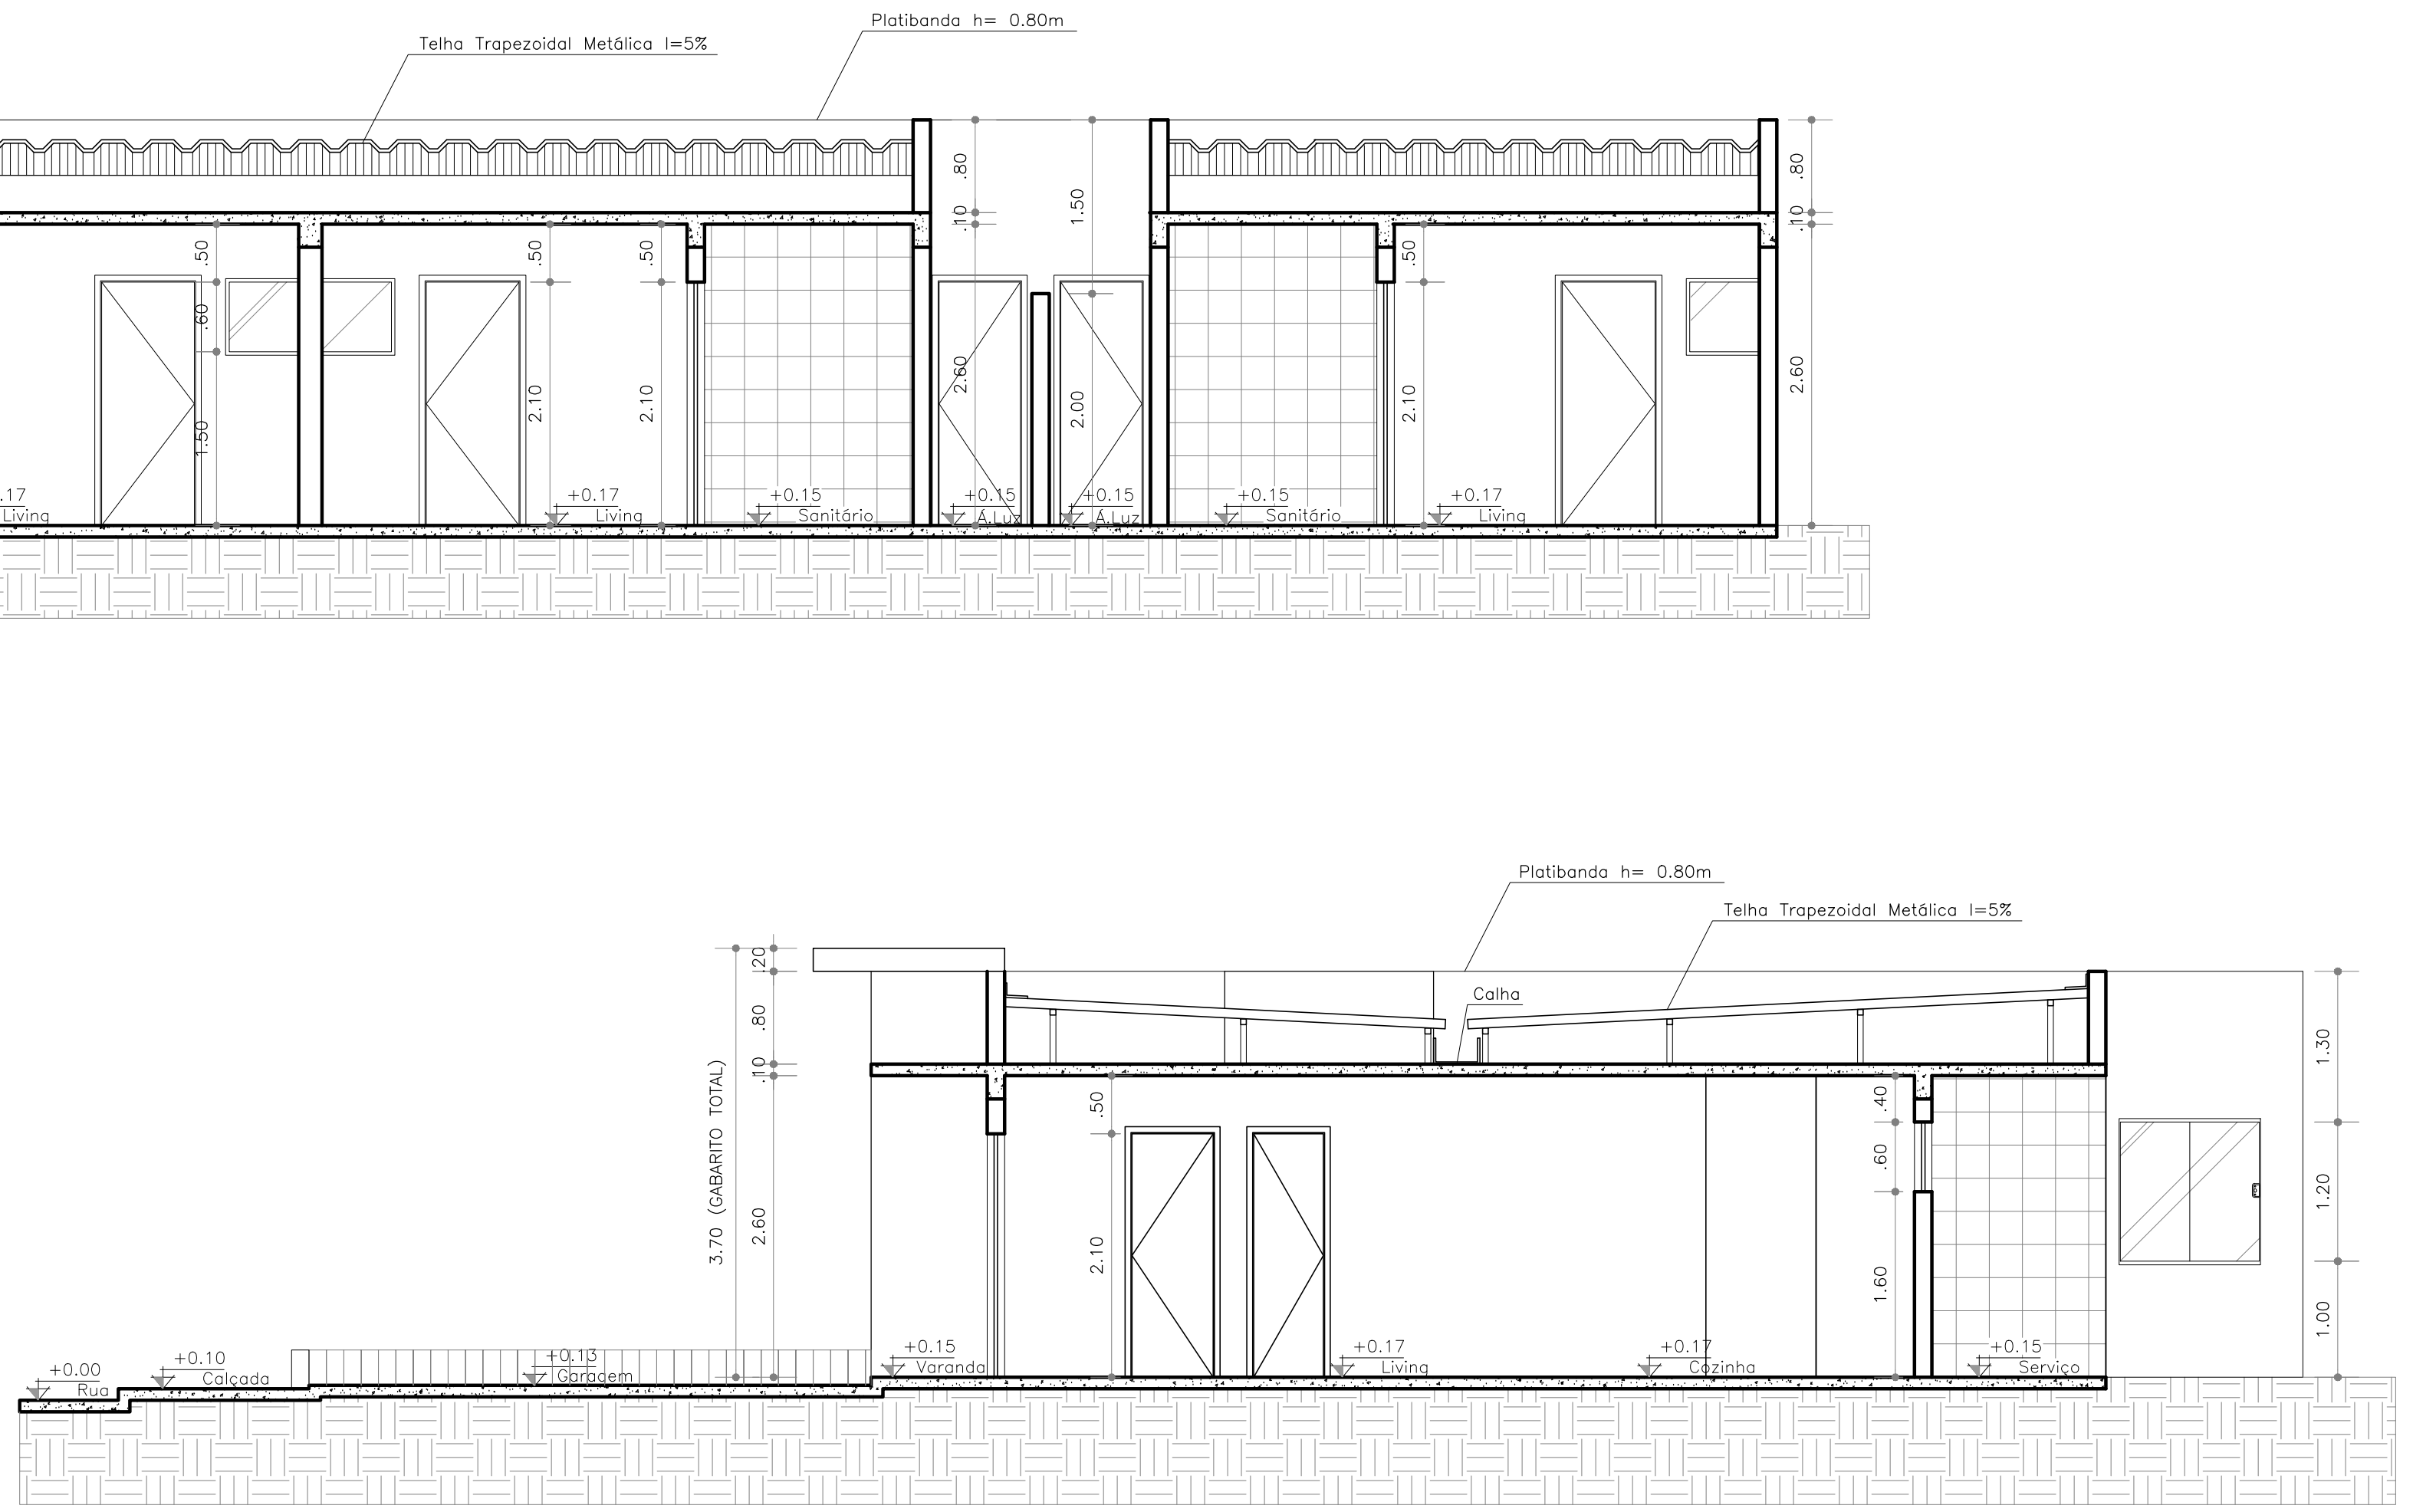 Platibanda h= 0.80m
Telha Trapezoidal Metálica I=5%
.80
1.50
.80
.10
.10
.50
.50
.50
.50
.60
2.60
2.60
2.10
2.10
2.00
2.10
1.50
.17
Living
+0.17
Living
+0.15
Sanitário
+0.15
Á.Luz
+0.15
Á.Luz
+0.15
Sanitário
+0.17
Living
Platibanda h= 0.80m
Telha Trapezoidal Metálica I=5%
.20
Calha
.80
1.30
.10
.50
.40
.60
3.70 (GABARITO TOTAL)
2.60
1.20
2.10
1.60
1.00
+0.00
Rua
+0.10
Calçada
+0.13
Garagem
+0.15
Varanda
+0.17
Living
+0.17
Cozinha
+0.15
Serviço